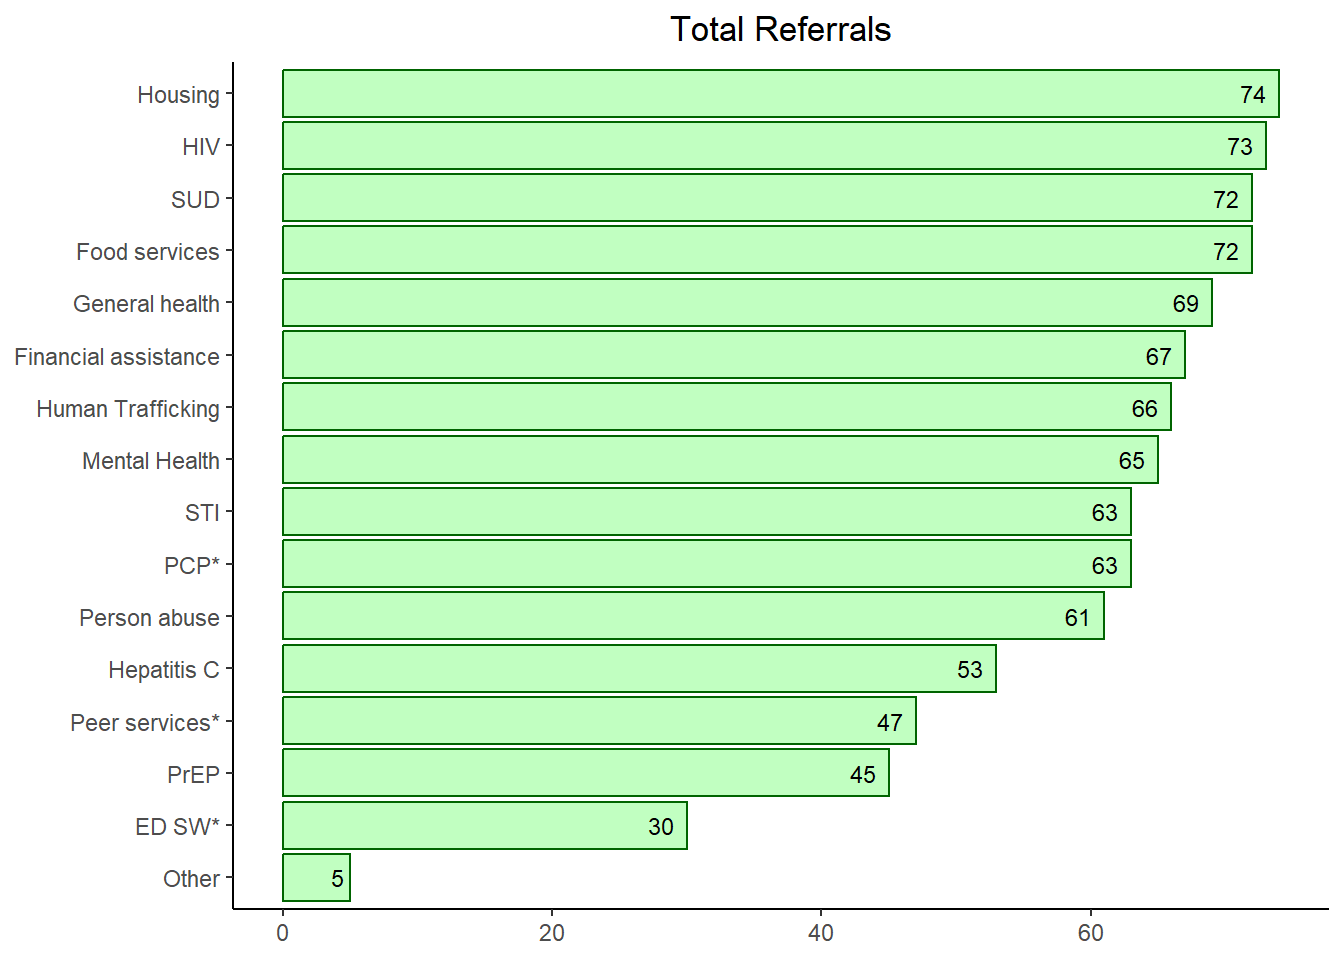 Total Referrals
Housing 74
HIV 73
SUD 72
Food services 72
General health 69
Financial assistance 67
Human Trafficking 66
Mental Health 65
STI 63
PCP* 63
Person abuse 61
Hepatitis C 53
Peer services* 47
PrEP 45
ED SW* 30
Other 5
0 20 40 60